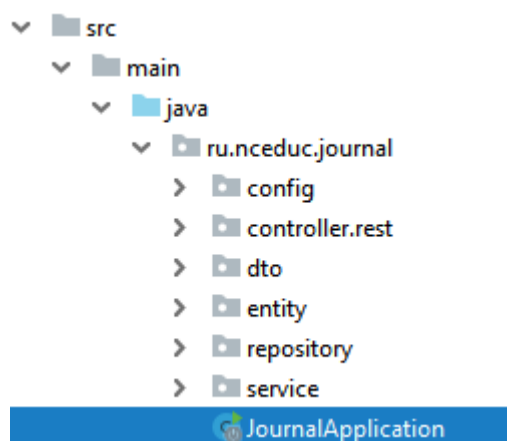 src
main
java
ru.nceduc.journal
config
controller.rest
dto
entity
repository
service
JournalApplication